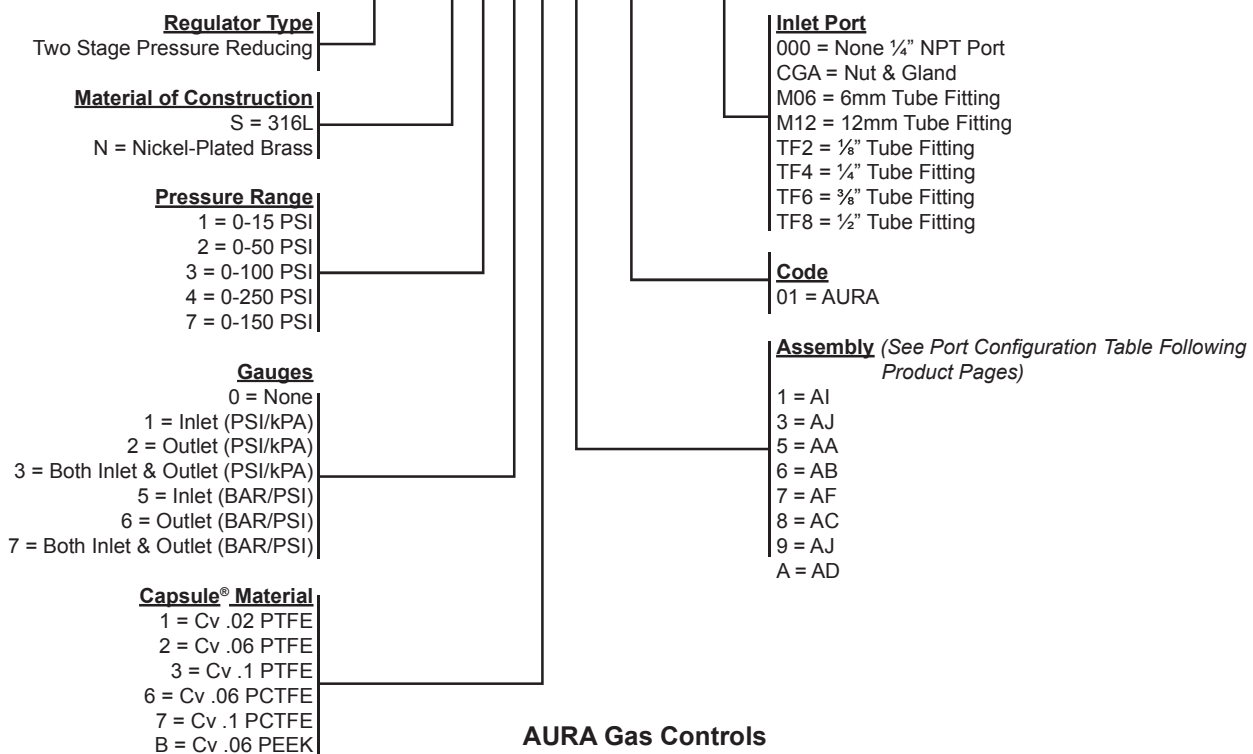 Regulator Type
Two Stage Pressure Reducing
Material of Construction
S = 316L
N = Nickel-Plated Brass
Pressure Range
1 = 0-15 PSI
2 = 0-50 PSI
3 = 0-100 PSI
4 = 0-250 PSI
7 = 0-150 PSI
Gauges
0 = None
1 = Inlet (PSI/kPA)
2 = Outlet (PSI/kPA)
3 = Both Inlet & Outlet (PSI/kPA)
5 = Inlet (BAR/PSI)
6 = Outlet (BAR/PSI)
7 = Both Inlet & Outlet (BAR/PSI)
Capsule® Material
1 = Cv .02 PTFE
2 = Cv .06 PTFE
3 = Cv .1 PTFE
6 = Cv .06 PCTFE
7 = Cv .1 PCTFE
B = Cv .06 PEEK
Inlet Port
000 = None ¼” NPT Port
CGA = Nut & Gland
M06 = 6mm Tube Fitting
M12 = 12mm Tube Fitting
TF2 = ⅛” Tube Fitting
TF4 = ¼” Tube Fitting
TF6 = ⅜” Tube Fitting
TF8 = ½” Tube Fitting
Code
01 = AURA
Assembly (See Port Configuration Table Following
Product Pages)
1 = AI
3 = AJ
5 = AA
6 = AB
7 = AF
8 = AC
9 = AJ
A = AD
AURA Gas Controls